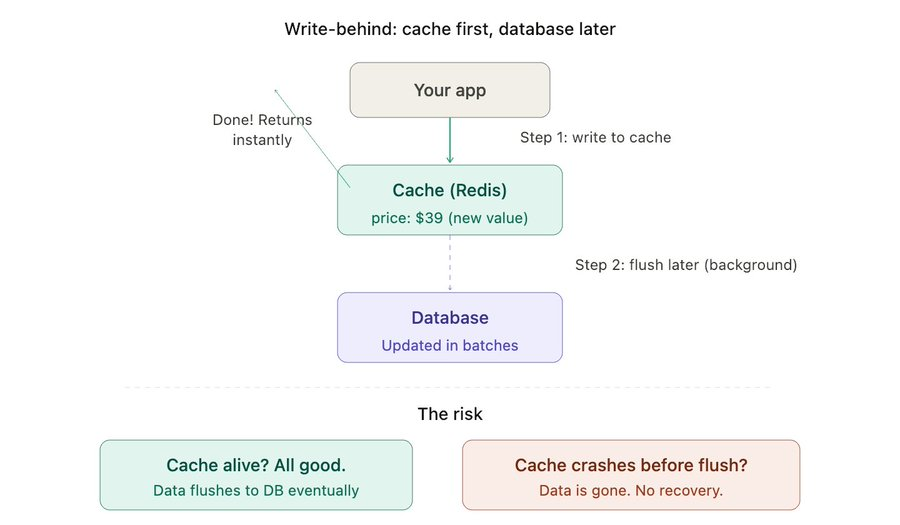 Write-behind: cache first, database later
Your app
Done! Returns
instantly
Step 1: write to cache
Cache (Redis)
price: $39 (new value)
Step 2: flush later (background)
Database
Updated in batches
The risk
Cache alive? All good.
Data flushes to DB eventually
Cache crashes before flush?
Data is gone. No recovery.